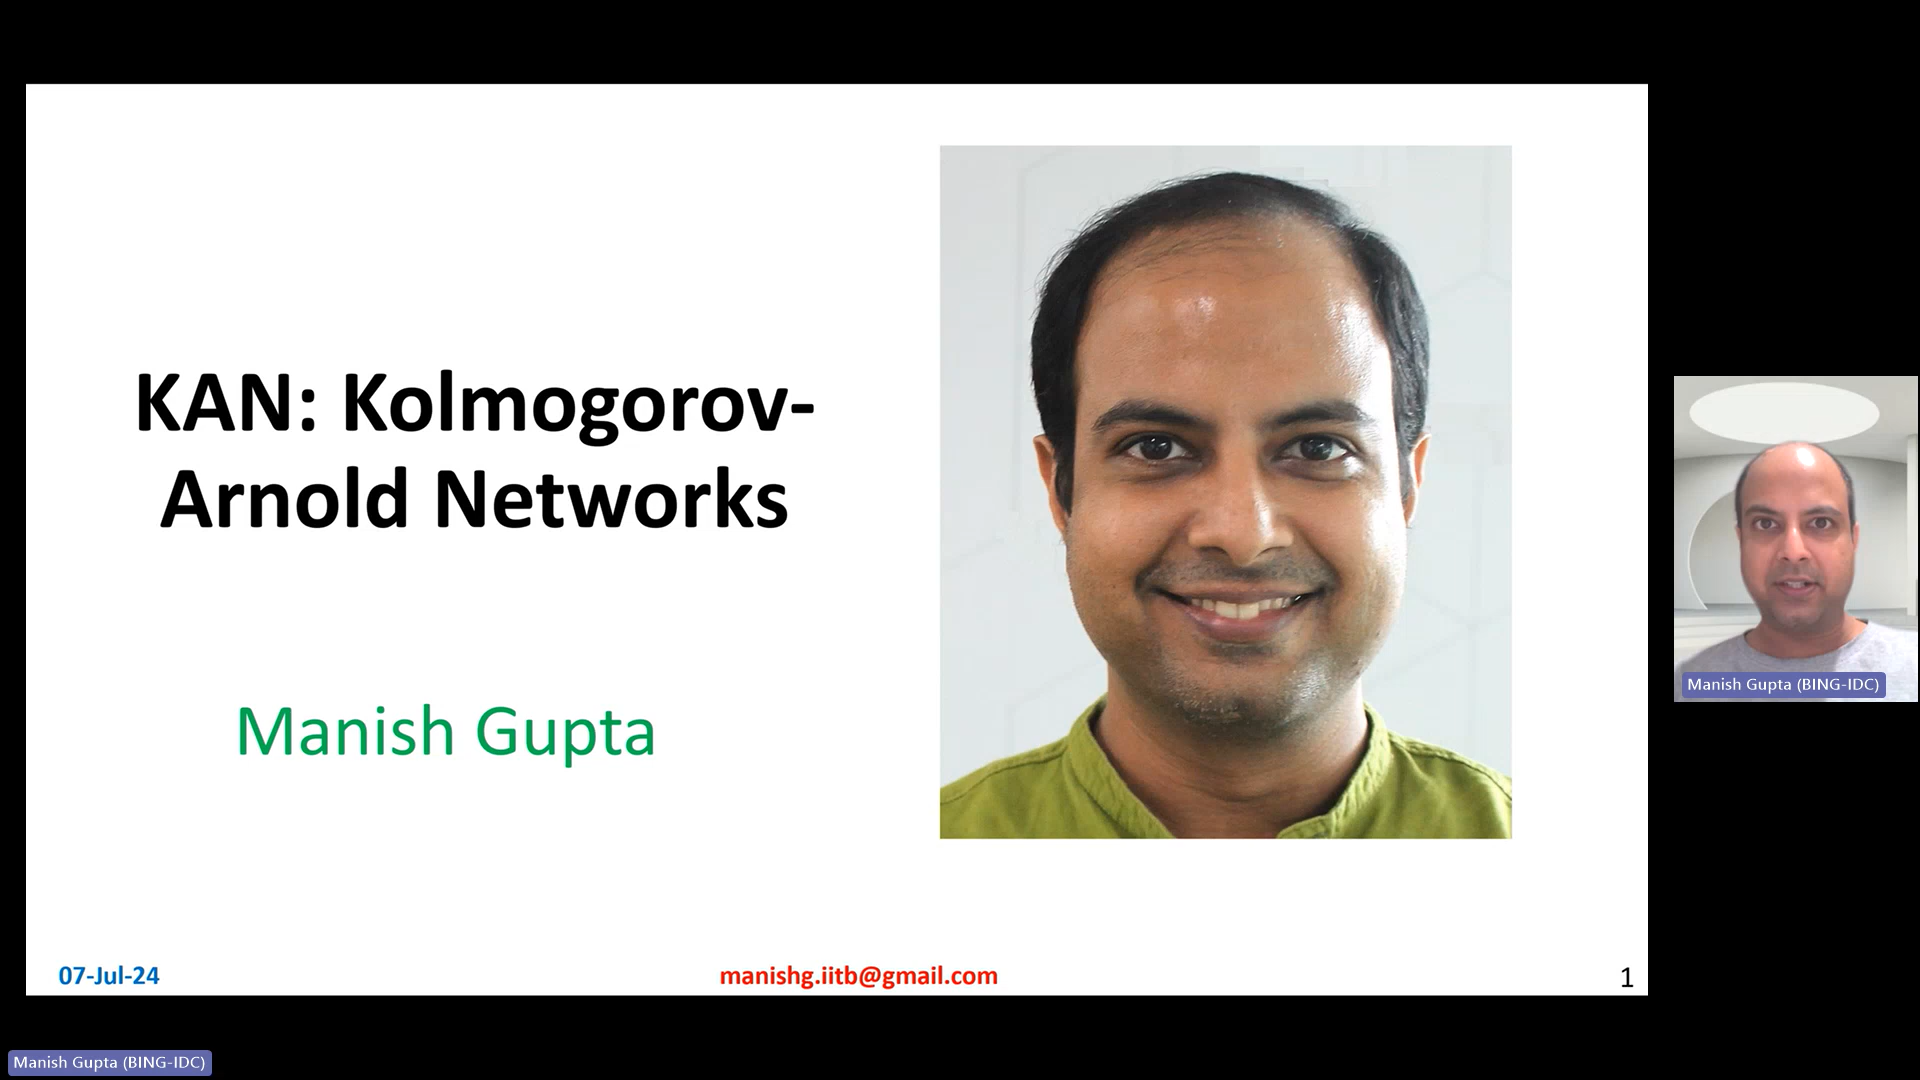 KAN: Kolmogorov-
Arnold Networks
Manish Gupta
07-Jul-24
manishg.iitb@gmail.com
1
Manish Gupta (BING-IDC)
Manish Gupta (BING-IDC)